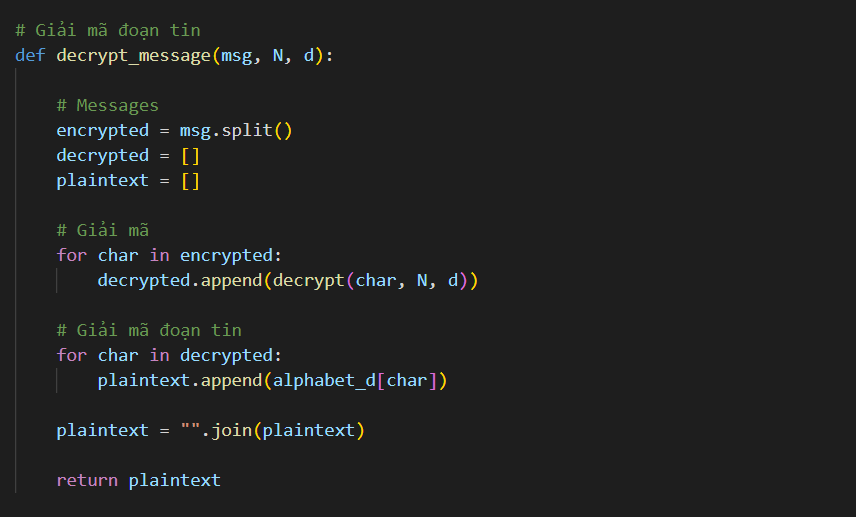 # Giải mã đoạn tin
def decrypt_message(msg, N, d):
# Messages
encrypted = msg.split()
decrypted = []
plaintext = []
# Giải mã
for char in encrypted:
decrypted.append(decrypt(char, N, d))
# Giải mã đoạn tin
for char in decrypted:
plaintext.append(alphabet_d[char])
plaintext = "".join(plaintext)
return plaintext